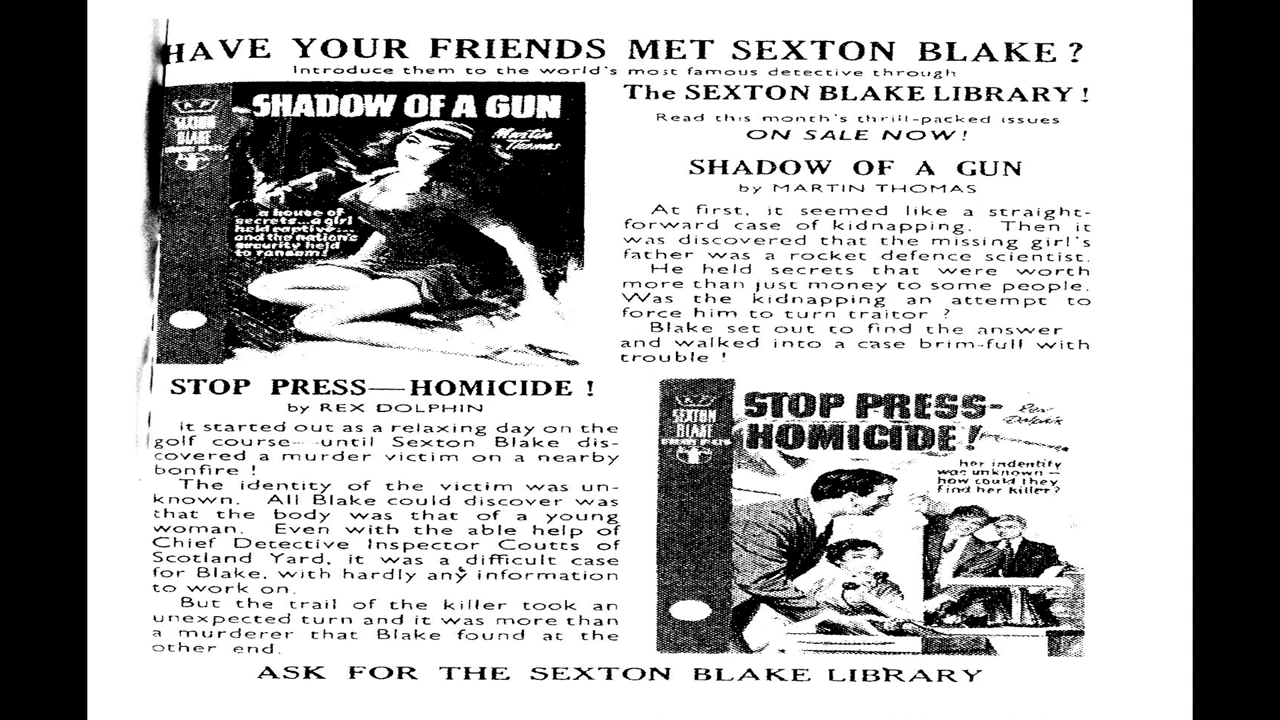 HAVE YOUR FRIENDS MET SEXTON BLAKE?
Introduce them to the world's most famous detective through
The SEXTON BLAKE LIBRARY!
Read this month's thrill-packed issues
ON SALE NOW!
SHADOW OF A GUN
Martin
Thomas
SEXTON
BLAKE
LIBRARY
a house of
secrets...a girl
held captive...
and the nation's
security held
to ransom!
SHADOW OF A GUN
by MARTIN THOMAS
At first, it seemed like a straight-
forward case of kidnapping. Then it
was discovered that the missing girl's
father was a rocket defence scientist.
He held secrets that were worth
more than just money to some people.
Was the kidnapping an attempt to
force him to turn traitor ?
Blake set out to find the answer
and walked into a case brim-full with
trouble !
STOP PRESS—HOMICIDE !
by REX DOLPHIN
It started out as a relaxing day on the
golf course—until Sexton Blake dis-
covered a murder victim on a nearby
bonfire !
The identity of the victim was un-
known. All Blake could discover was
that the body was that of a young
woman. Even with the able help of
Chief Detective Inspector Coutts of
Scotland Yard, it was a difficult case
for Blake, with hardly any information
to work on.
But the trail of the killer took an
unexpected turn and it was more than
a murderer that Blake found at the
other end.
SEXTON
BLAKE
LIBRARY
STOP PRESS-
HOMICIDE!
Rex
Dolphin
her indentity
was unknown –
how could they
find her killer?
ASK FOR THE SEXTON BLAKE LIBRARY